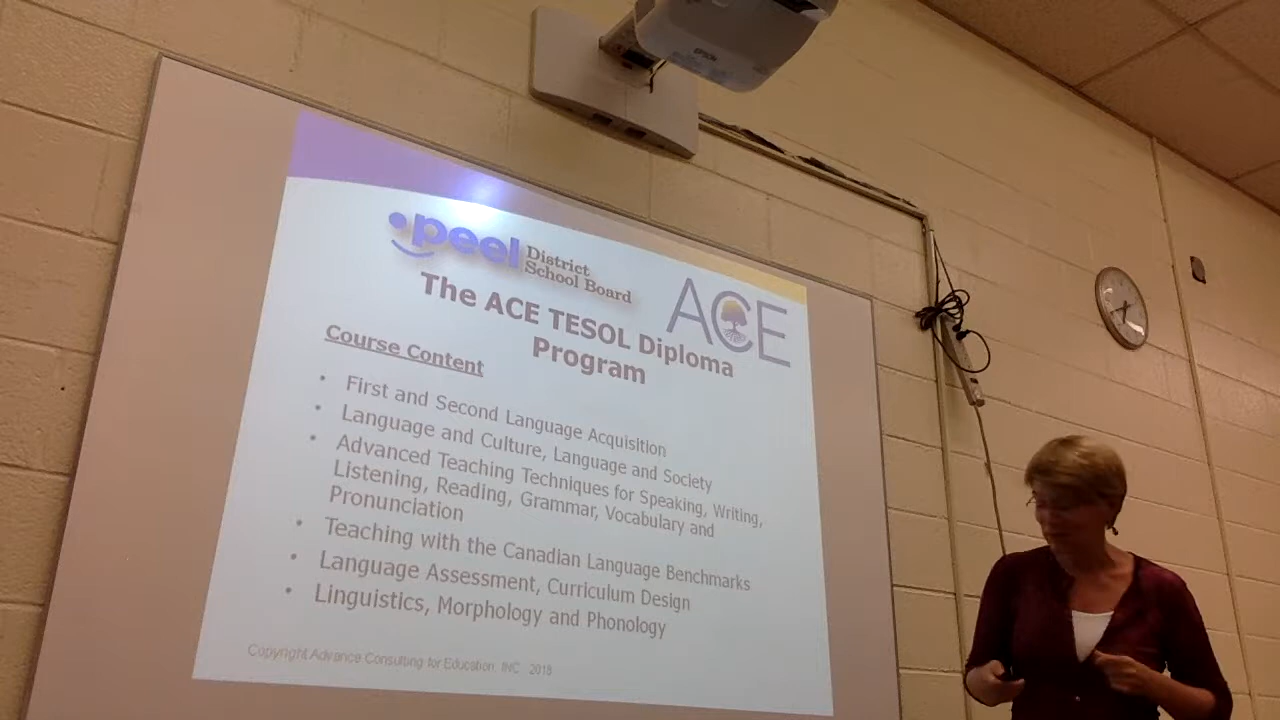 EPSON
peel District
School Board
ACE
The ACE TESOL Diploma
Program
Course Content
• First and Second Language Acquisition
• Language and Culture, Language and Society
• Advanced Teaching Techniques for Speaking, Writing,
Listening, Reading, Grammar, Vocabulary and
Pronunciation
• Teaching with the Canadian Language Benchmarks
• Language Assessment, Curriculum Design
• Linguistics, Morphology and Phonology
Copyright Advance Consulting for Education, INC 2018